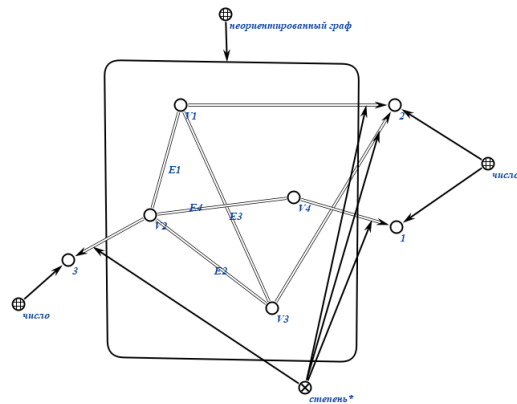 неориентированный граф
V1
2
E1
число
E4
E3
V4
V2
1
3
E2
число
V3
степень*